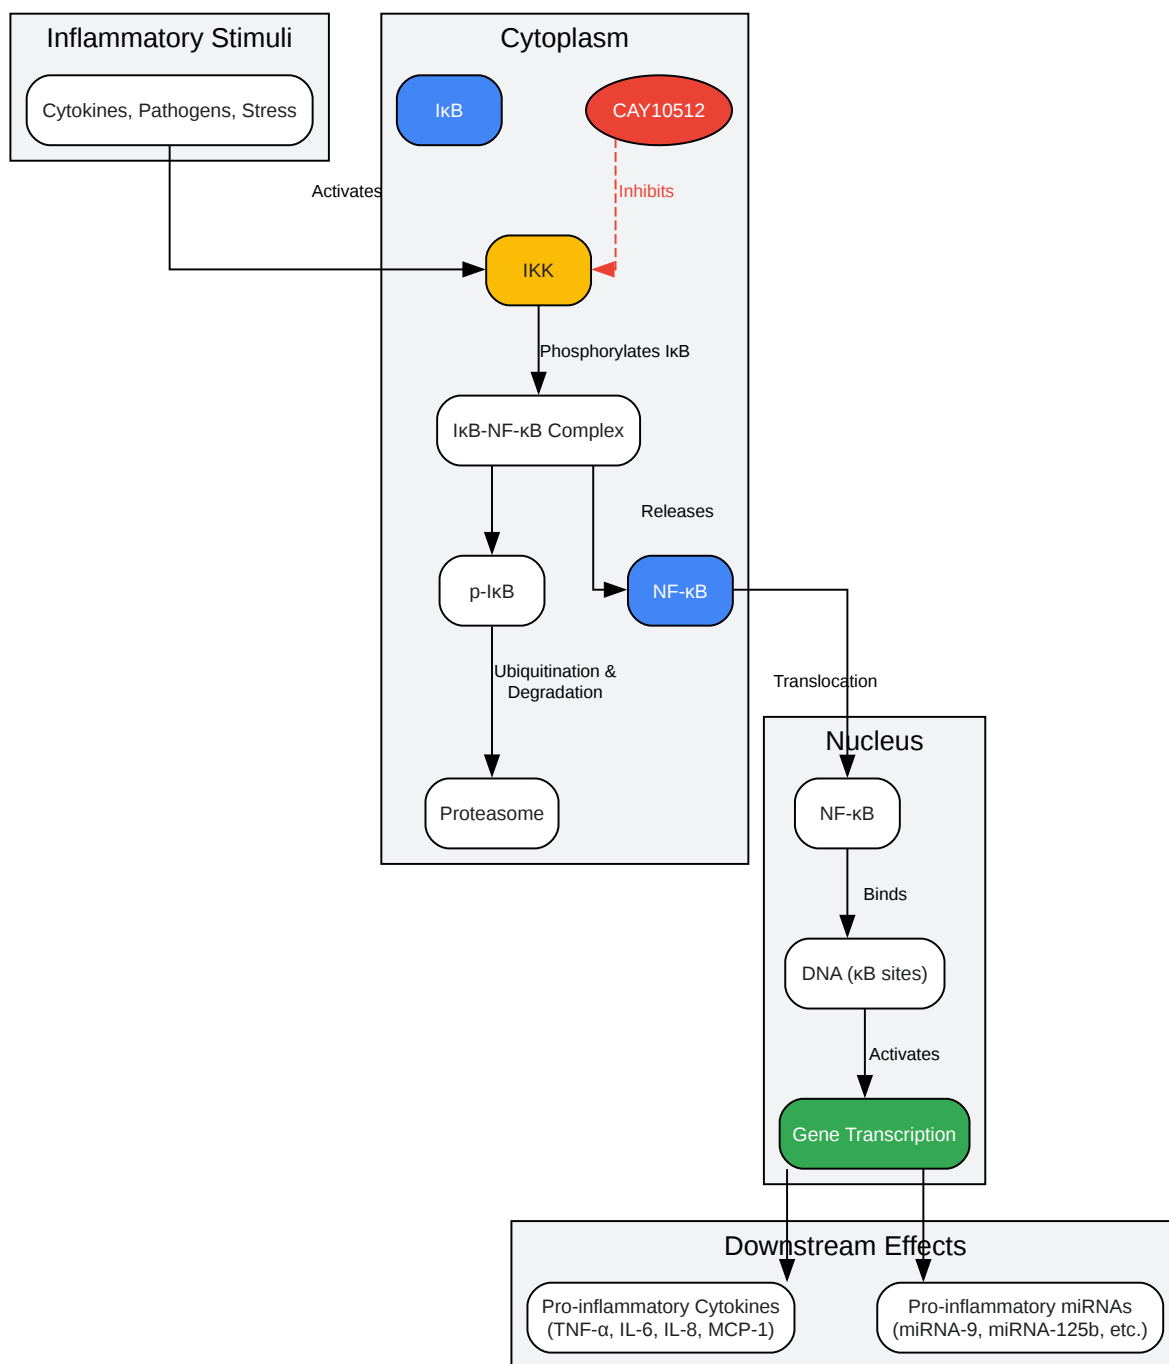 Inflammatory Stimuli
Cytokines, Pathogens, Stress
Cytoplasm
IκB
CAY10512
Activates
Inhibits
IKK
Phosphorylates IκB
IκB-NF-κB Complex
Releases
p-IκB
NF-κB
Ubiquitination &
Degradation
Translocation
Proteasome
Nucleus
NF-κB
Binds
DNA (κB sites)
Activates
Gene Transcription
Downstream Effects
Pro-inflammatory Cytokines
(TNF-α, IL-6, IL-8, MCP-1)
Pro-inflammatory miRNAs
(miRNA-9, miRNA-125b, etc.)